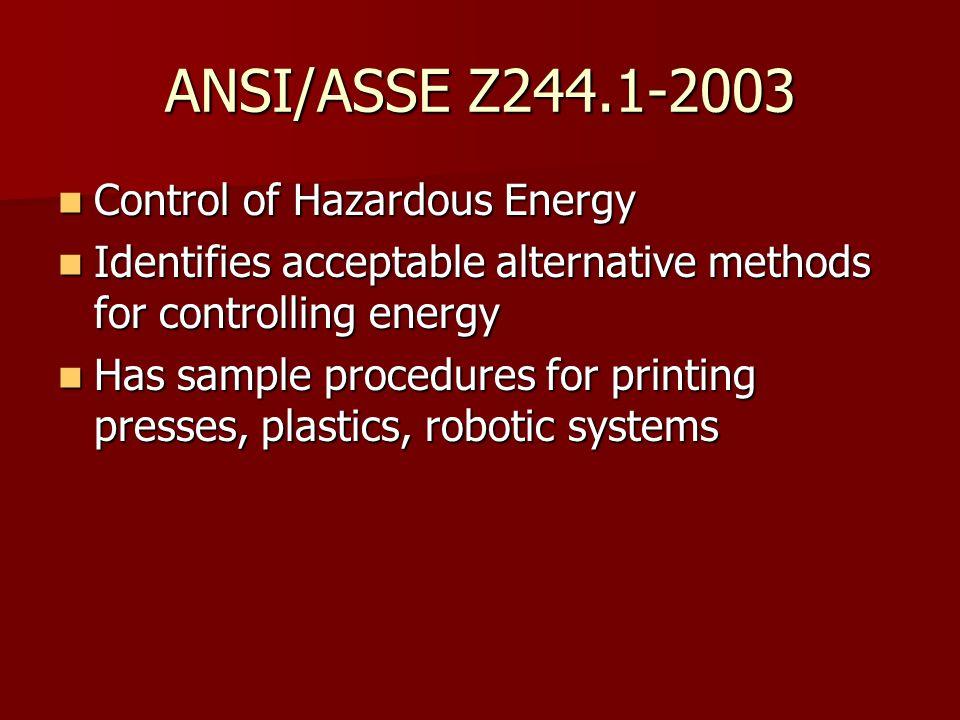 ANSI/ASSE Z244.1-2003
Control of Hazardous Energy
Identifies acceptable alternative methods
for controlling energy
Has sample procedures for printing
presses, plastics, robotic systems